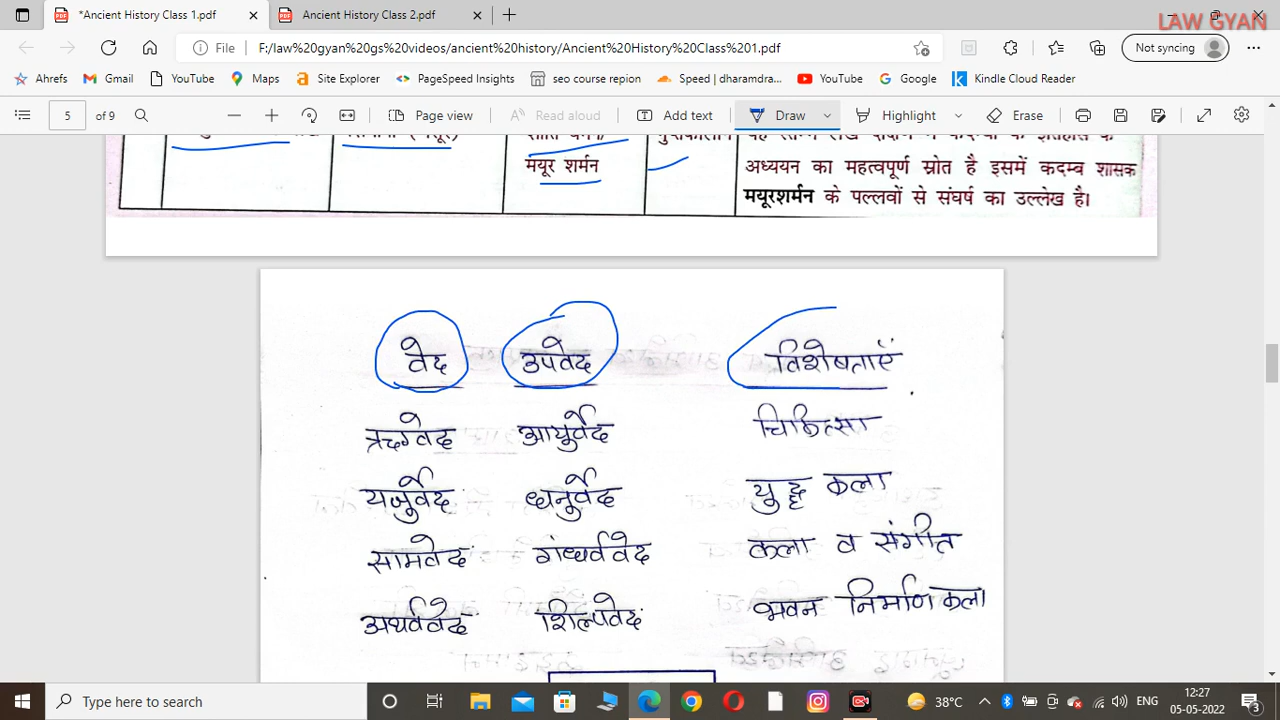 *Ancient History Class 1.pdf
Ancient History Class 2.pdf
LAW GYAN
File
F:/law%20gyan%20gs%20videos/ancient%20history/Ancient%20History%20Class%201.pdf
Not syncing
Ahrefs
Gmail
YouTube
Maps
Site Explorer
PageSpeed Insights
seo course repion
Speed | dharamdra...
YouTube
Google
Kindle Cloud Reader
5 of 9
Page view
Read aloud
Add text
Draw
Highlight
Erase
मयूर शर्मन
अध्ययन का महत्वपूर्ण स्रोत है इसमें कदम्ब शासक
मयूरशर्मन के पल्लवों से संघर्ष का उल्लेख है।
वेद उपवेद विशेषताएँ
ऋग्वेद आयुर्वेद चिकित्सा
यजुर्वेद धनुर्वेद युद्ध कला
सामवेद गंधर्ववेद कला व संगीत
अथर्ववेद शिल्पवेद भवन निर्माण कला
Type here to search
38°C
ENG
12:27
05-05-2022
3